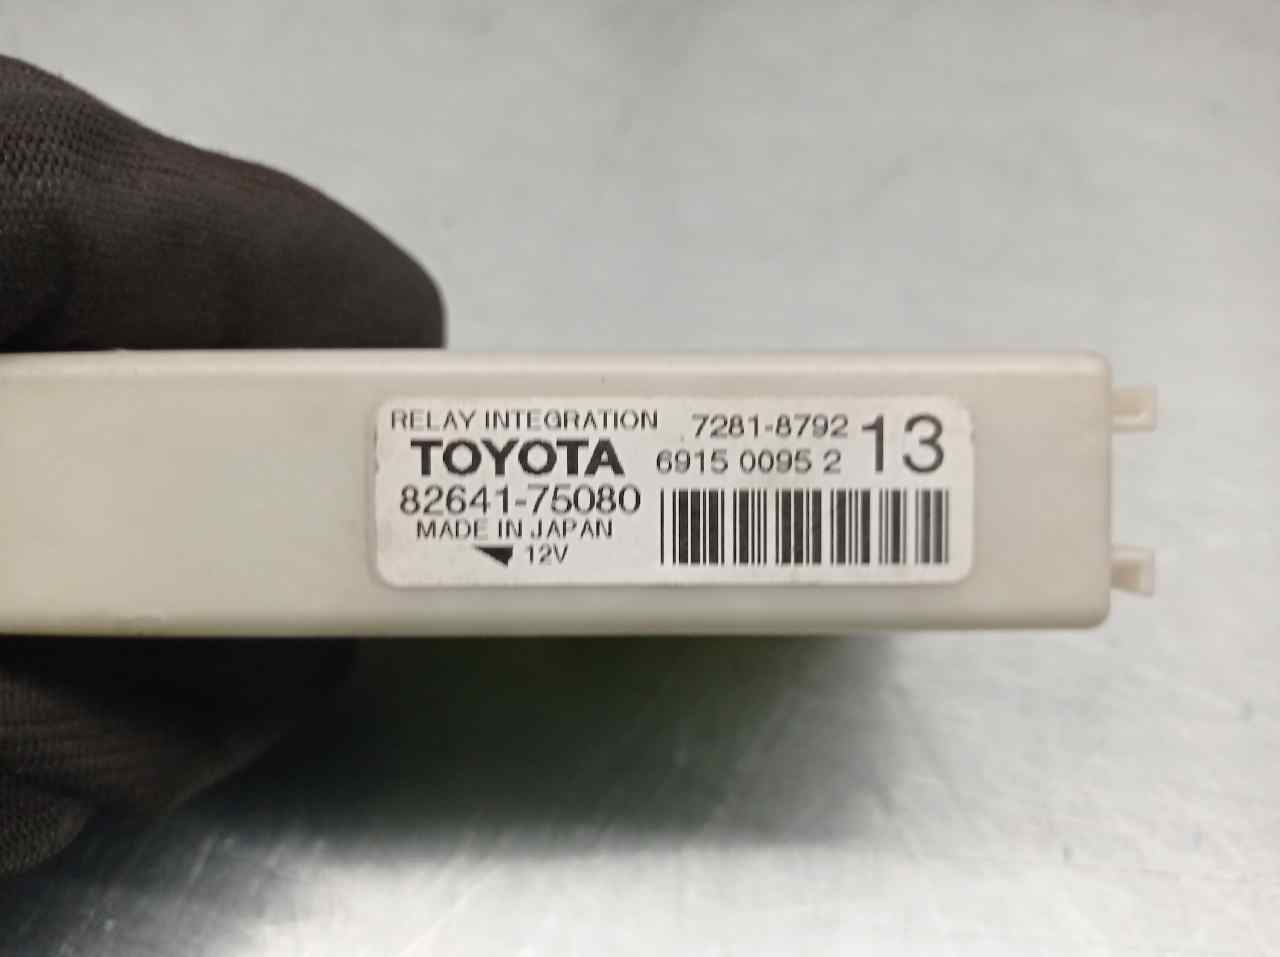 RELAY INTEGRATION 7281-8792 13
TOYOTA 6915 0095 2
82641-75080
MADE IN JAPAN
12V